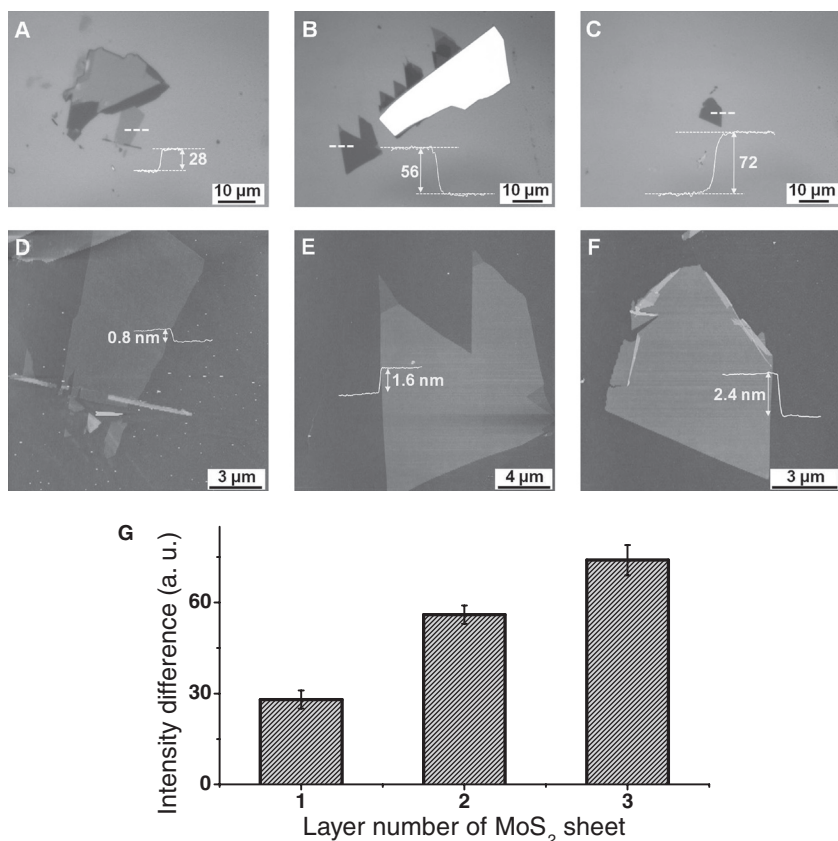 A
28
10 µm
B
56
10 µm
C
72
10 µm
D
0.8 nm
3 µm
E
1.6 nm
4 µm
F
2.4 nm
3 µm
G
Intensity difference (a. u.)
60
30
0
1 2 3
Layer number of MoS₂ sheet